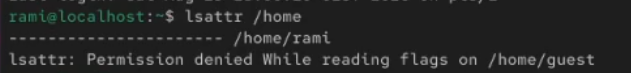 rami@localhost:~$ lsattr /home
---------------------- /home/rami
lsattr: Permission denied While reading flags on /home/guest